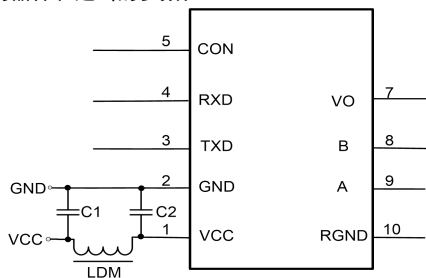 5 CON
4 RXD VO 7
3 TXD B 8
GND 2 GND A 9
C1 C2
VCC 1 VCC RGND 10
LDM